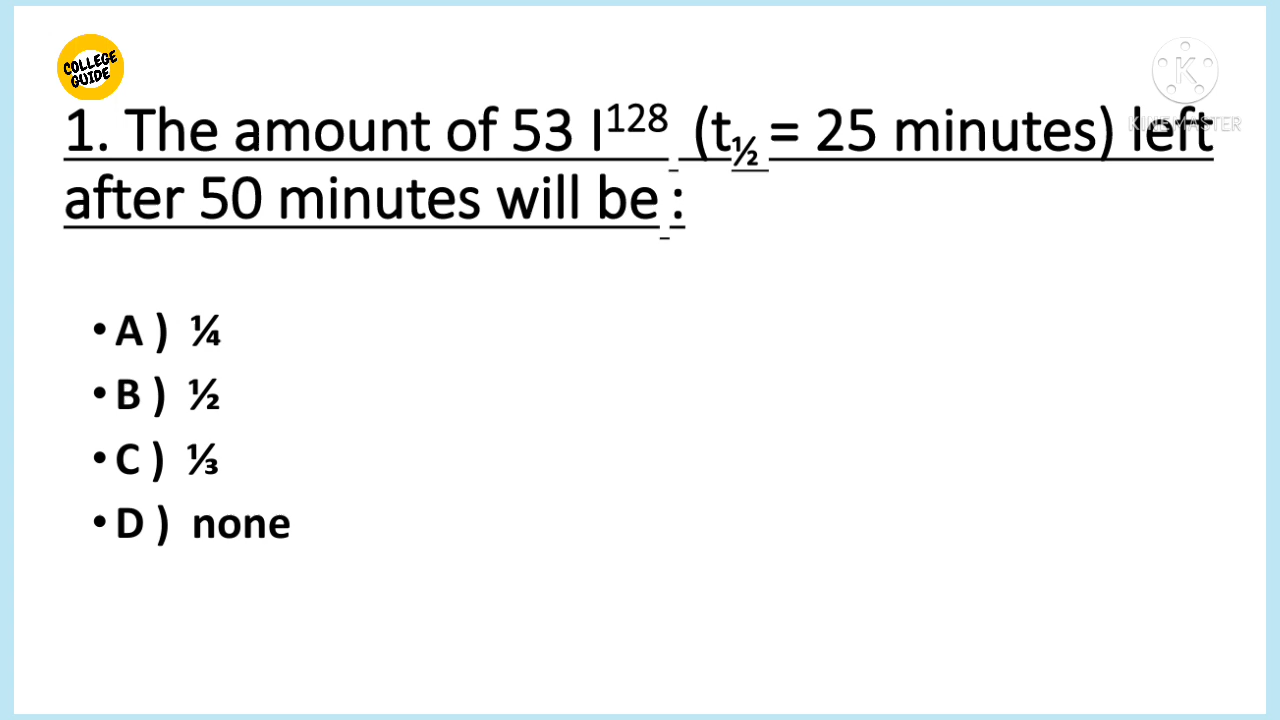 COLLEGE
GUIDE
K
KINEMASTER
1. The amount of 53 I¹²⁸ (t½ = 25 minutes) left
after 50 minutes will be :
• A ) ¼
• B ) ½
• C ) ⅓
• D ) none